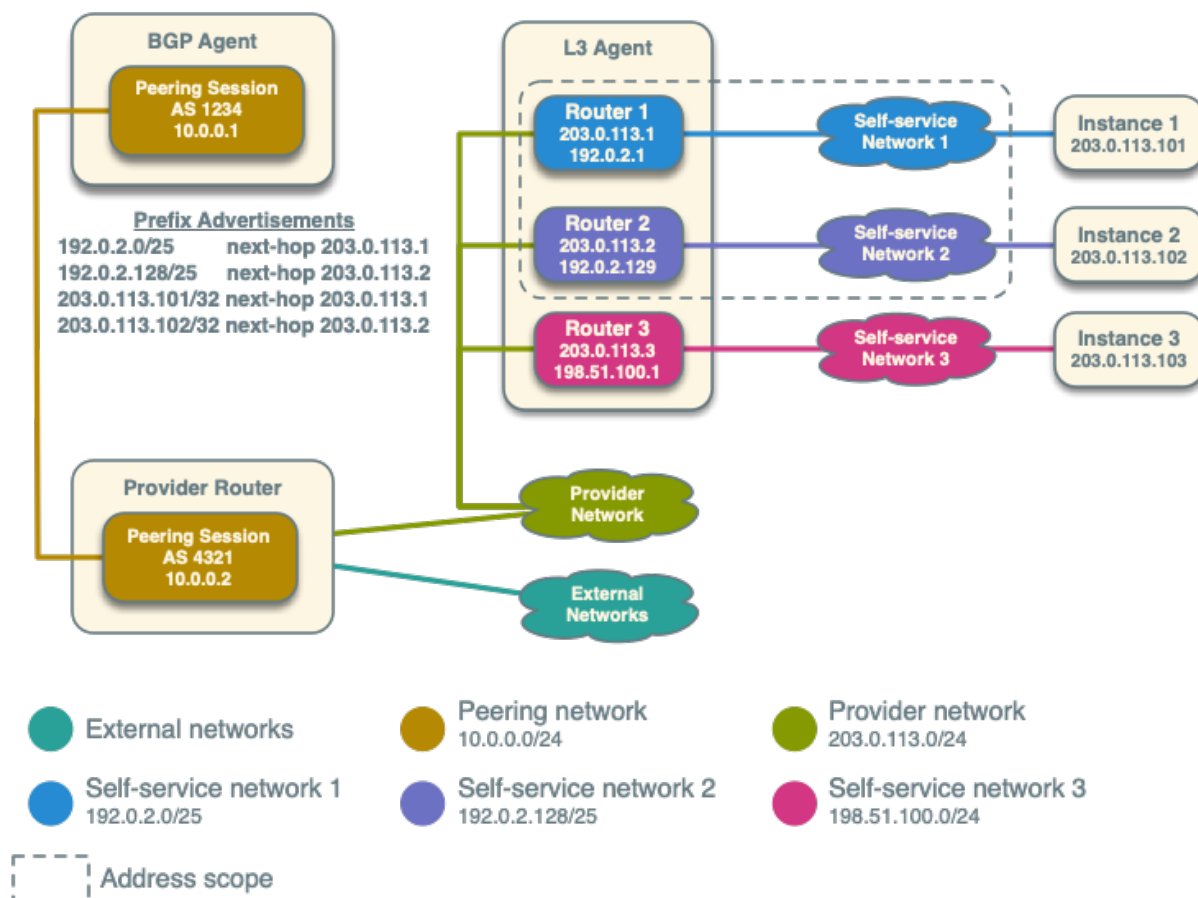 BGP Agent
Peering Session
AS 1234
10.0.0.1
Prefix Advertisements
192.0.2.0/25 next-hop 203.0.113.1
192.0.2.128/25 next-hop 203.0.113.2
203.0.113.101/32 next-hop 203.0.113.1
203.0.113.102/32 next-hop 203.0.113.2
L3 Agent
Router 1
203.0.113.1
192.0.2.1
Self-service
Network 1
Instance 1
203.0.113.101
Router 2
203.0.113.2
192.0.2.129
Self-service
Network 2
Instance 2
203.0.113.102
Router 3
203.0.113.3
198.51.100.1
Self-service
Network 3
Instance 3
203.0.113.103
Provider Router
Peering Session
AS 4321
10.0.0.2
Provider
Network
External
Networks
External networks
Peering network
10.0.0.0/24
Provider network
203.0.113.0/24
Self-service network 1
192.0.2.0/25
Self-service network 2
192.0.2.128/25
Self-service network 3
198.51.100.0/24
Address scope